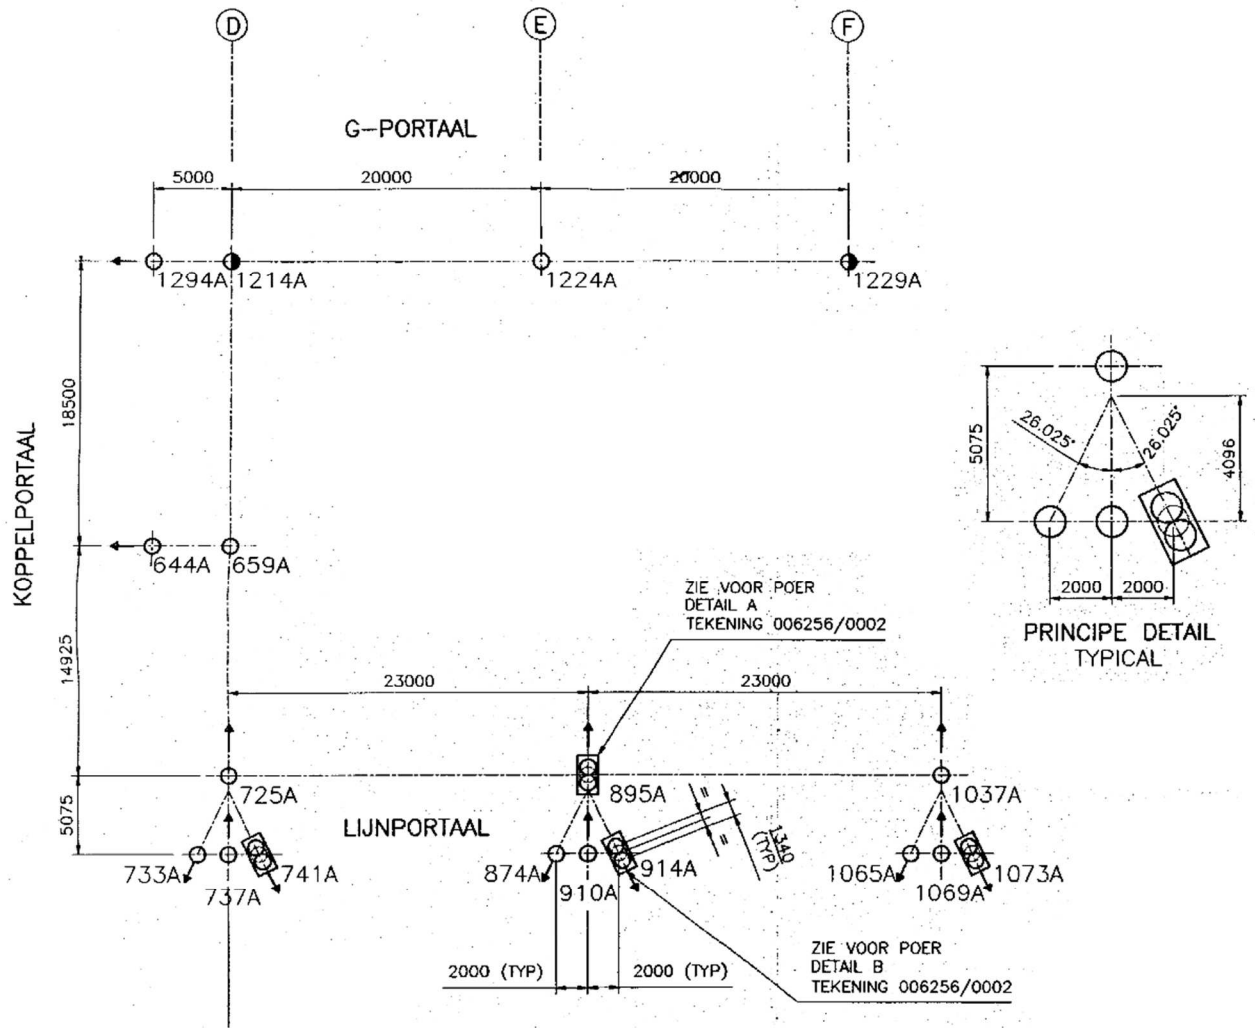 D E F
G-PORTAAL
5000 20000 20000
1294A 1214A 1224A 1229A
18500
KOPPELPORTAAL
644A 659A
14925
ZIE VOOR POER
DETAIL A
TEKENING 006256/0002
23000 23000
725A 895A 1037A
5075
LIJNPORTAAL
=
=
1340
(TYP)
733A 741A 874A 914A 1065A 1073A
737A 910A 1069A
2000 (TYP) 2000 (TYP)
ZIE VOOR POER
DETAIL B
TEKENING 006256/0002
5075
26.025°
26.025°
4096
2000 2000
PRINCIPE DETAIL
TYPICAL